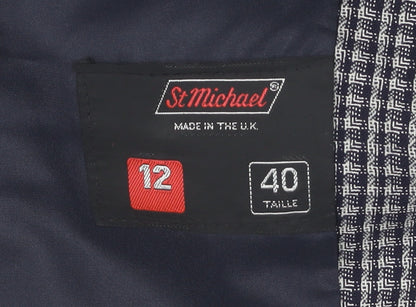 St Michael®
MADE IN THE U.K.
12
40
TAILLE